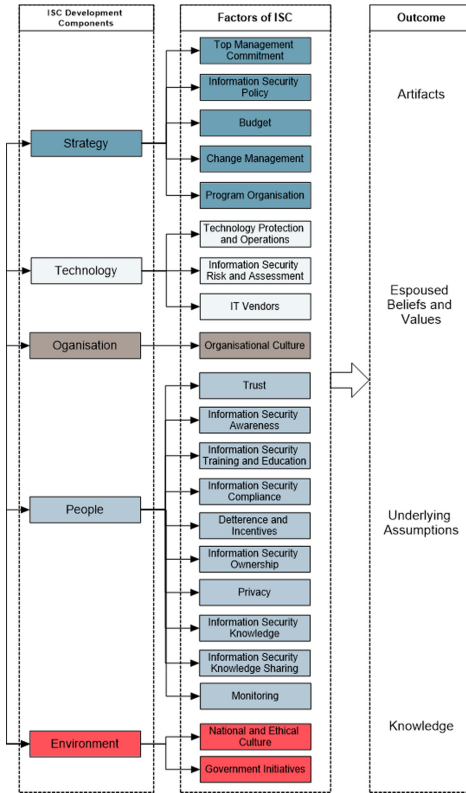 ISC Development
Components
Factors of ISC
Outcome
Strategy
Top Management
Commitment
Information Security
Policy
Budget
Change Management
Program Organisation
Technology
Technology Protection
and Operations
Information Security
Risk and Assessment
IT Vendors
Oganisation
Organisational Culture
People
Trust
Information Security
Awareness
Information Security
Training and Education
Information Security
Compliance
Detterence and
Incentives
Information Security
Ownership
Privacy
Information Security
Knowledge
Information Security
Knowledge Sharing
Monitoring
Environment
National and Ethical
Culture
Government Initiatives
Artifacts
Espoused
Beliefs and
Values
Underlying
Assumptions
Knowledge